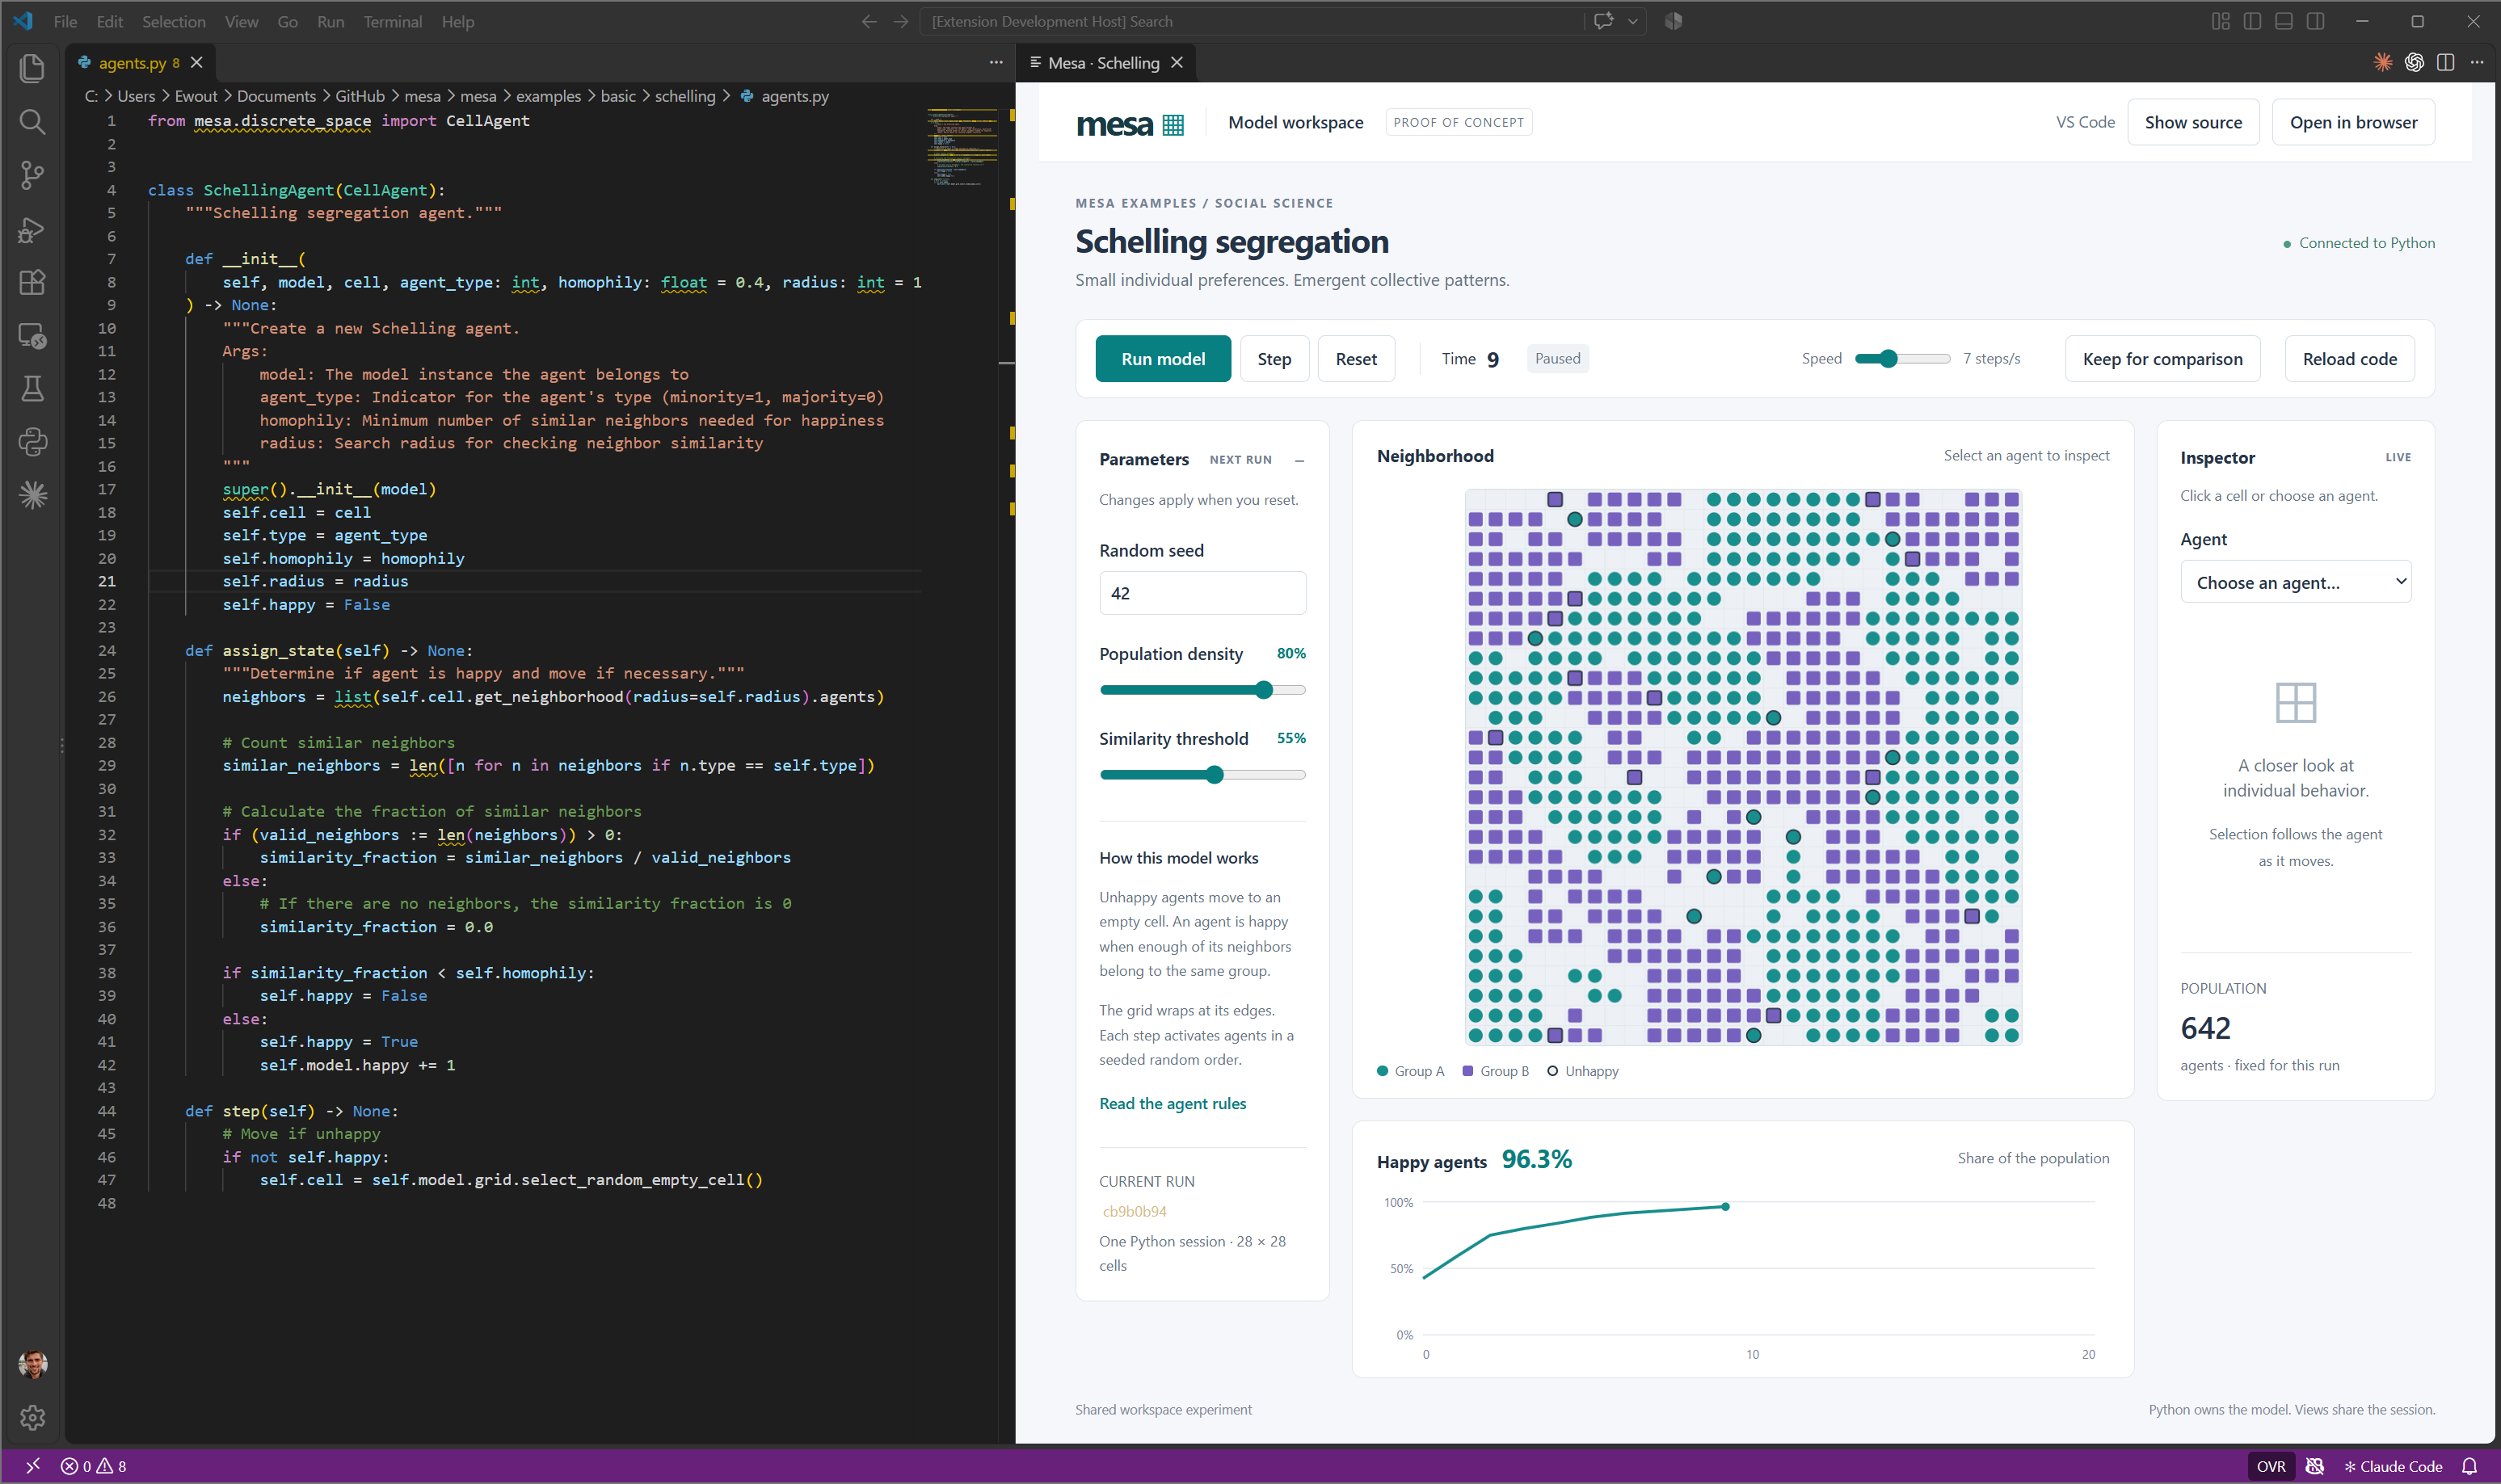 File Edit Selection View Go Run Terminal Help
[Extension Development Host] Search
agents.py 8
C: > Users > Ewout > Documents > GitHub > mesa > mesa > examples > basic > schelling > agents.py
1 from mesa.discrete_space import CellAgent
2
3
4 class SchellingAgent(CellAgent):
5 """Schelling segregation agent."""
6
7 def __init__(
8 self, model, cell, agent_type: int, homophily: float = 0.4, radius: int = 1
9 ) -> None:
10 """Create a new Schelling agent.
11 Args:
12 model: The model instance the agent belongs to
13 agent_type: Indicator for the agent's type (minority=1, majority=0)
14 homophily: Minimum number of similar neighbors needed for happiness
15 radius: Search radius for checking neighbor similarity
16 """
17 super().__init__(model)
18 self.cell = cell
19 self.type = agent_type
20 self.homophily = homophily
21 self.radius = radius
22 self.happy = False
23
24 def assign_state(self) -> None:
25 """Determine if agent is happy and move if necessary."""
26 neighbors = list(self.cell.get_neighborhood(radius=self.radius).agents)
27
28 # Count similar neighbors
29 similar_neighbors = len([n for n in neighbors if n.type == self.type])
30
31 # Calculate the fraction of similar neighbors
32 if (valid_neighbors := len(neighbors)) > 0:
33 similarity_fraction = similar_neighbors / valid_neighbors
34 else:
35 # If there are no neighbors, the similarity fraction is 0
36 similarity_fraction = 0.0
37
38 if similarity_fraction < self.homophily:
39 self.happy = False
40 else:
41 self.happy = True
42 self.model.happy += 1
43
44 def step(self) -> None:
45 # Move if unhappy
46 if not self.happy:
47 self.cell = self.model.grid.select_random_empty_cell()
48
Mesa · Schelling
mesa
Model workspace
PROOF OF CONCEPT
VS Code
Show source
Open in browser
MESA EXAMPLES / SOCIAL SCIENCE
Schelling segregation
Connected to Python
Small individual preferences. Emergent collective patterns.
Run model
Step
Reset
Time 9
Paused
Speed
7 steps/s
Keep for comparison
Reload code
Parameters NEXT RUN –
Changes apply when you reset.
Random seed
42
Population density 80%
Similarity threshold 55%
How this model works
Unhappy agents move to an
empty cell. An agent is happy
when enough of its neighbors
belong to the same group.
The grid wraps at its edges.
Each step activates agents in a
seeded random order.
Read the agent rules
CURRENT RUN
cb9b0b94
One Python session · 28 × 28
cells
Neighborhood
Select an agent to inspect
Group A
Group B
Unhappy
Happy agents 96.3%
Share of the population
100%
50%
0%
0
10
20
Inspector
LIVE
Click a cell or choose an agent.
Agent
Choose an agent...
A closer look at
individual behavior.
Selection follows the agent
as it moves.
POPULATION
642
agents · fixed for this run
Shared workspace experiment
Python owns the model. Views share the session.
0 8
OVR
Claude Code